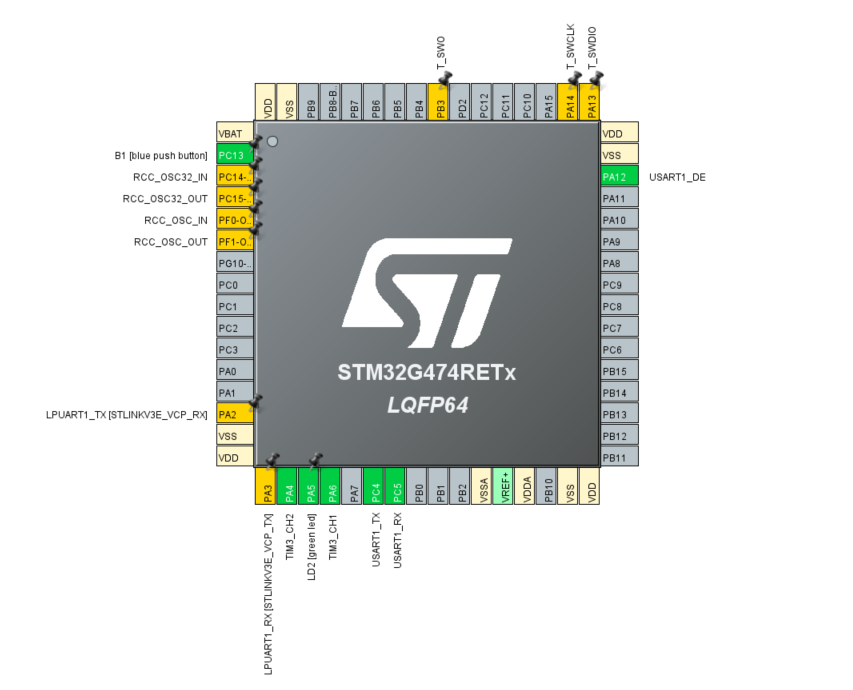 T_SWO
T_SWCLK
T_SWDIO
VDD
VSS
PB9
PB8-B..
PB7
PB6
PB5
PB4
PB3
PD2
PC12
PC11
PC10
PA15
PA14
PA13
VBAT
VDD
B1 [blue push button]
PC13
VSS
RCC_OSC32_IN
PC14-..
PA12
USART1_DE
RCC_OSC32_OUT
PC15-..
PA11
RCC_OSC_IN
PF0-O..
PA10
RCC_OSC_OUT
PF1-O..
PA9
PG10-..
PA8
PC0
PC9
PC1
PC8
PC2
PC7
PC3
PC6
PA0
PB15
PA1
PB14
LPUART1_TX [STLINKV3E_VCP_RX]
PA2
PB13
VSS
PB12
VDD
PB11
STM32G474RETx
LQFP64
PA3
PA4
PA5
PA6
PA7
PC4
PC5
PB0
PB1
PB2
VSSA
VREF+
VDDA
PB10
VSS
VDD
LPUART1_RX [STLINKV3E_VCP_TX]
TIM3_CH2
LD2 [green led]
TIM3_CH1
USART1_TX
USART1_RX